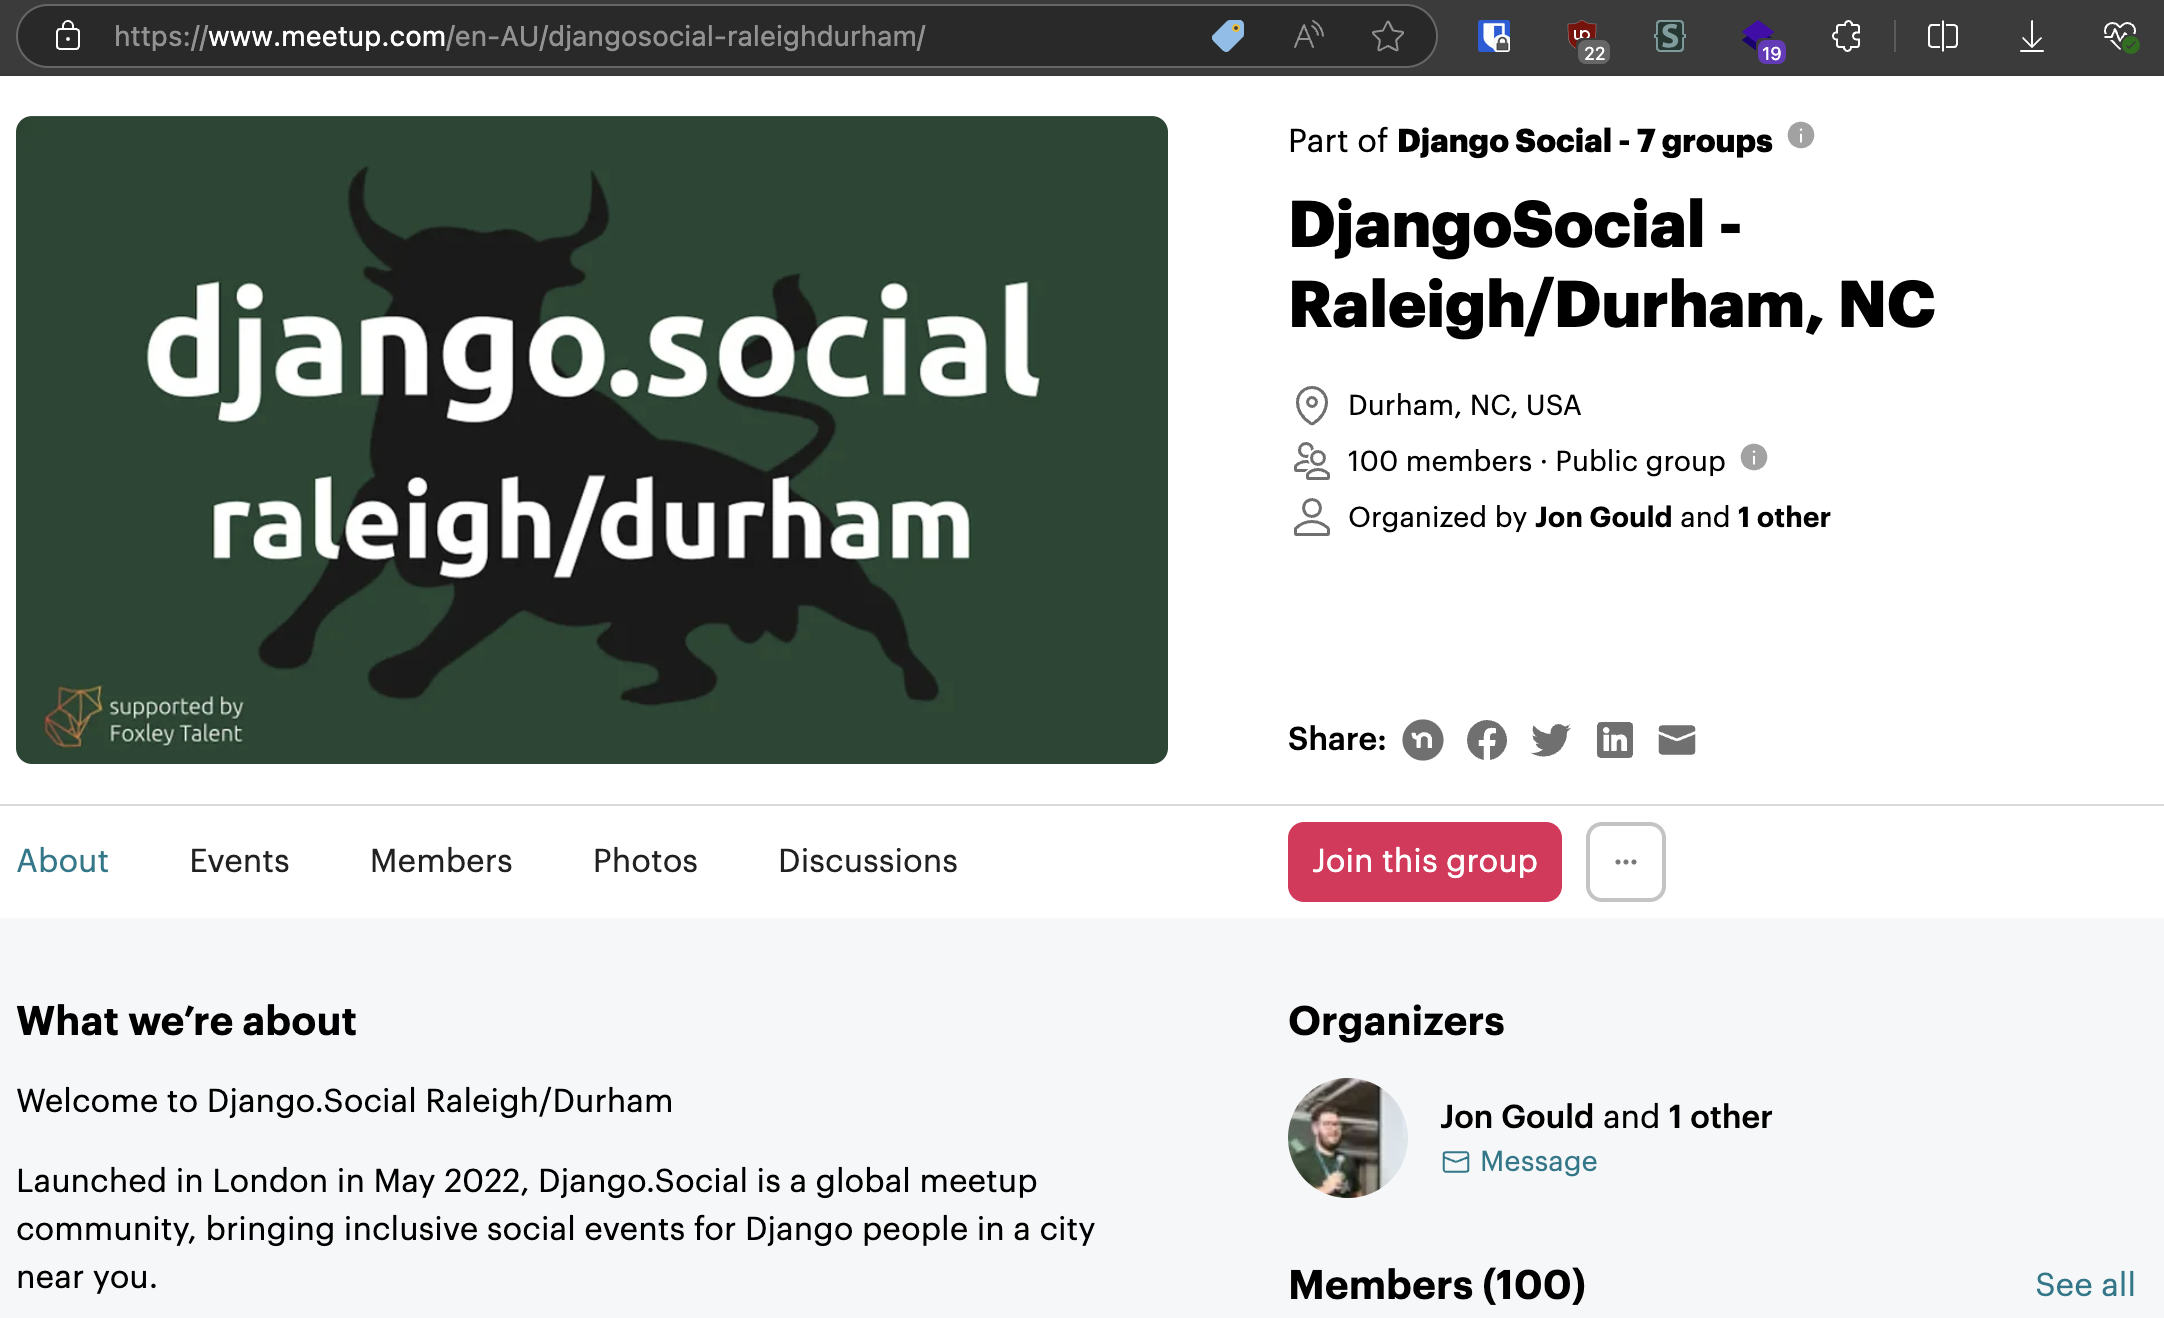 https://www.meetup.com/en-AU/djangosocial-raleighdurham/
22
19
django.social
raleigh/durham
supported by
Foxley Talent
Part of Django Social - 7 groups
DjangoSocial -
Raleigh/Durham, NC
Durham, NC, USA
100 members · Public group
Organized by Jon Gould and 1 other
Share:
About
Events
Members
Photos
Discussions
Join this group
...
What we’re about
Welcome to Django.Social Raleigh/Durham
Launched in London in May 2022, Django.Social is a global meetup
community, bringing inclusive social events for Django people in a city
near you.
Organizers
Jon Gould and 1 other
Message
Members (100)
See all